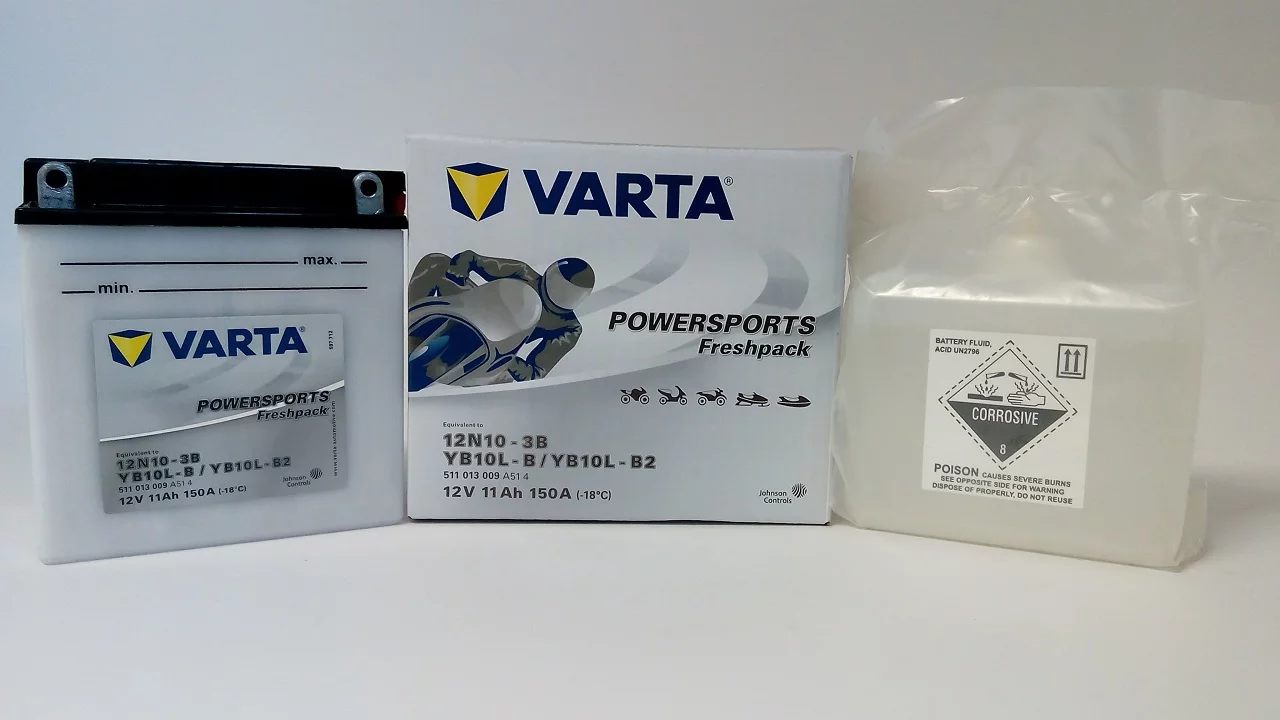 max.
min.
VARTA
POWERSPORTS
Freshpack
Equivalent to
12N10-3B
YB10L-B / YB10L-B2
511 013 009 A51 4
12V 11Ah 150A (-18°C)
Johnson
Controls
VARTA®
POWERSPORTS
Freshpack
Equivalent to
12N10 - 3B
YB10L - B / YB10L - B2
511 013 009 A51 4
12V 11Ah 150A (-18°C)
Johnson
Controls
BATTERY FLUID,
ACID UN2796
CORROSIVE
8
POISON CAUSES SEVERE BURNS
SEE OPPOSITE SIDE FOR WARNING
DISPOSE OF PROPERLY, DO NOT REUSE